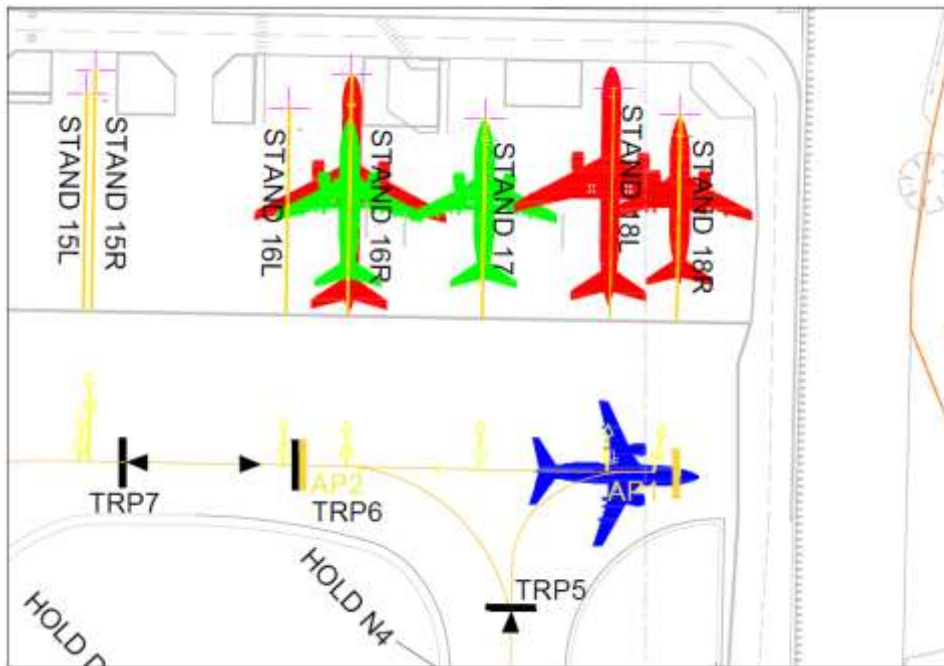 STAND 15L
STAND 15R
STAND 16L
STAND 16R
STAND 17
STAND 18L
STAND 18R
TRP7
AP2
TRP6
AP
TRP5
HOLD N4
HOLD D